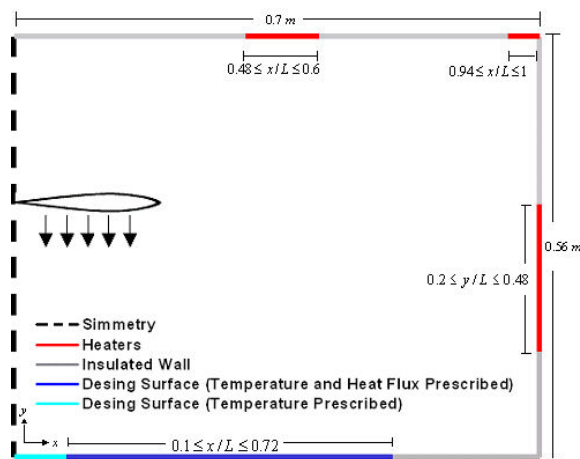 0.7 m
0.48 ≤ x/L ≤0.6
0.94≤ x/L ≤1
0.56 m
0.2 ≤ y/L ≤0.48
Simmetry
Heaters
Insulated Wall
Desing Surface (Temperature and Heat Flux Prescribed)
Desing Surface (Temperature Prescribed)
y
x
0.1 ≤ x/L ≤0.72